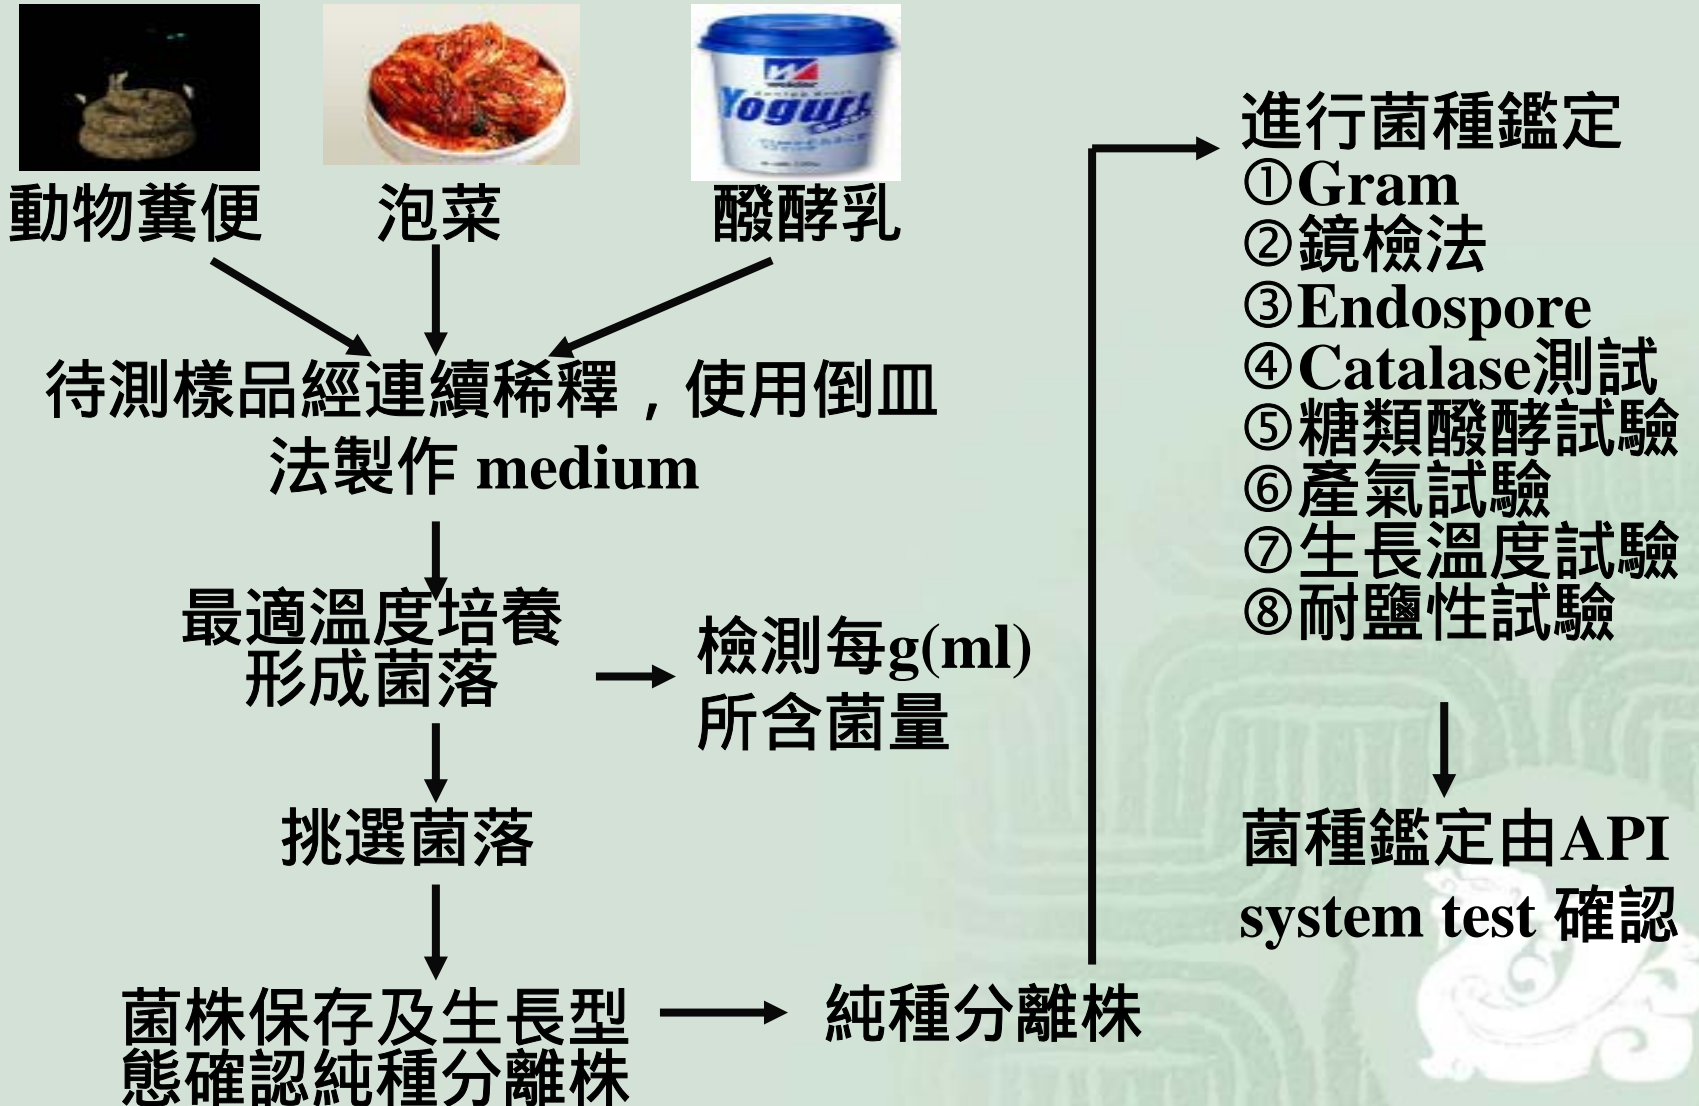 Yogurt
動物糞便
泡菜
醱酵乳
待測樣品經連續稀釋，使用倒皿
法製作 medium
最適溫度培養
形成菌落
檢測每g(ml)
所含菌量
挑選菌落
菌株保存及生長型
態確認純種分離株
純種分離株
進行菌種鑑定
①Gram
②鏡檢法
③Endospore
④Catalase測試
⑤糖類醱酵試驗
⑥產氣試驗
⑦生長溫度試驗
⑧耐鹽性試驗
菌種鑑定由API
system test 確認